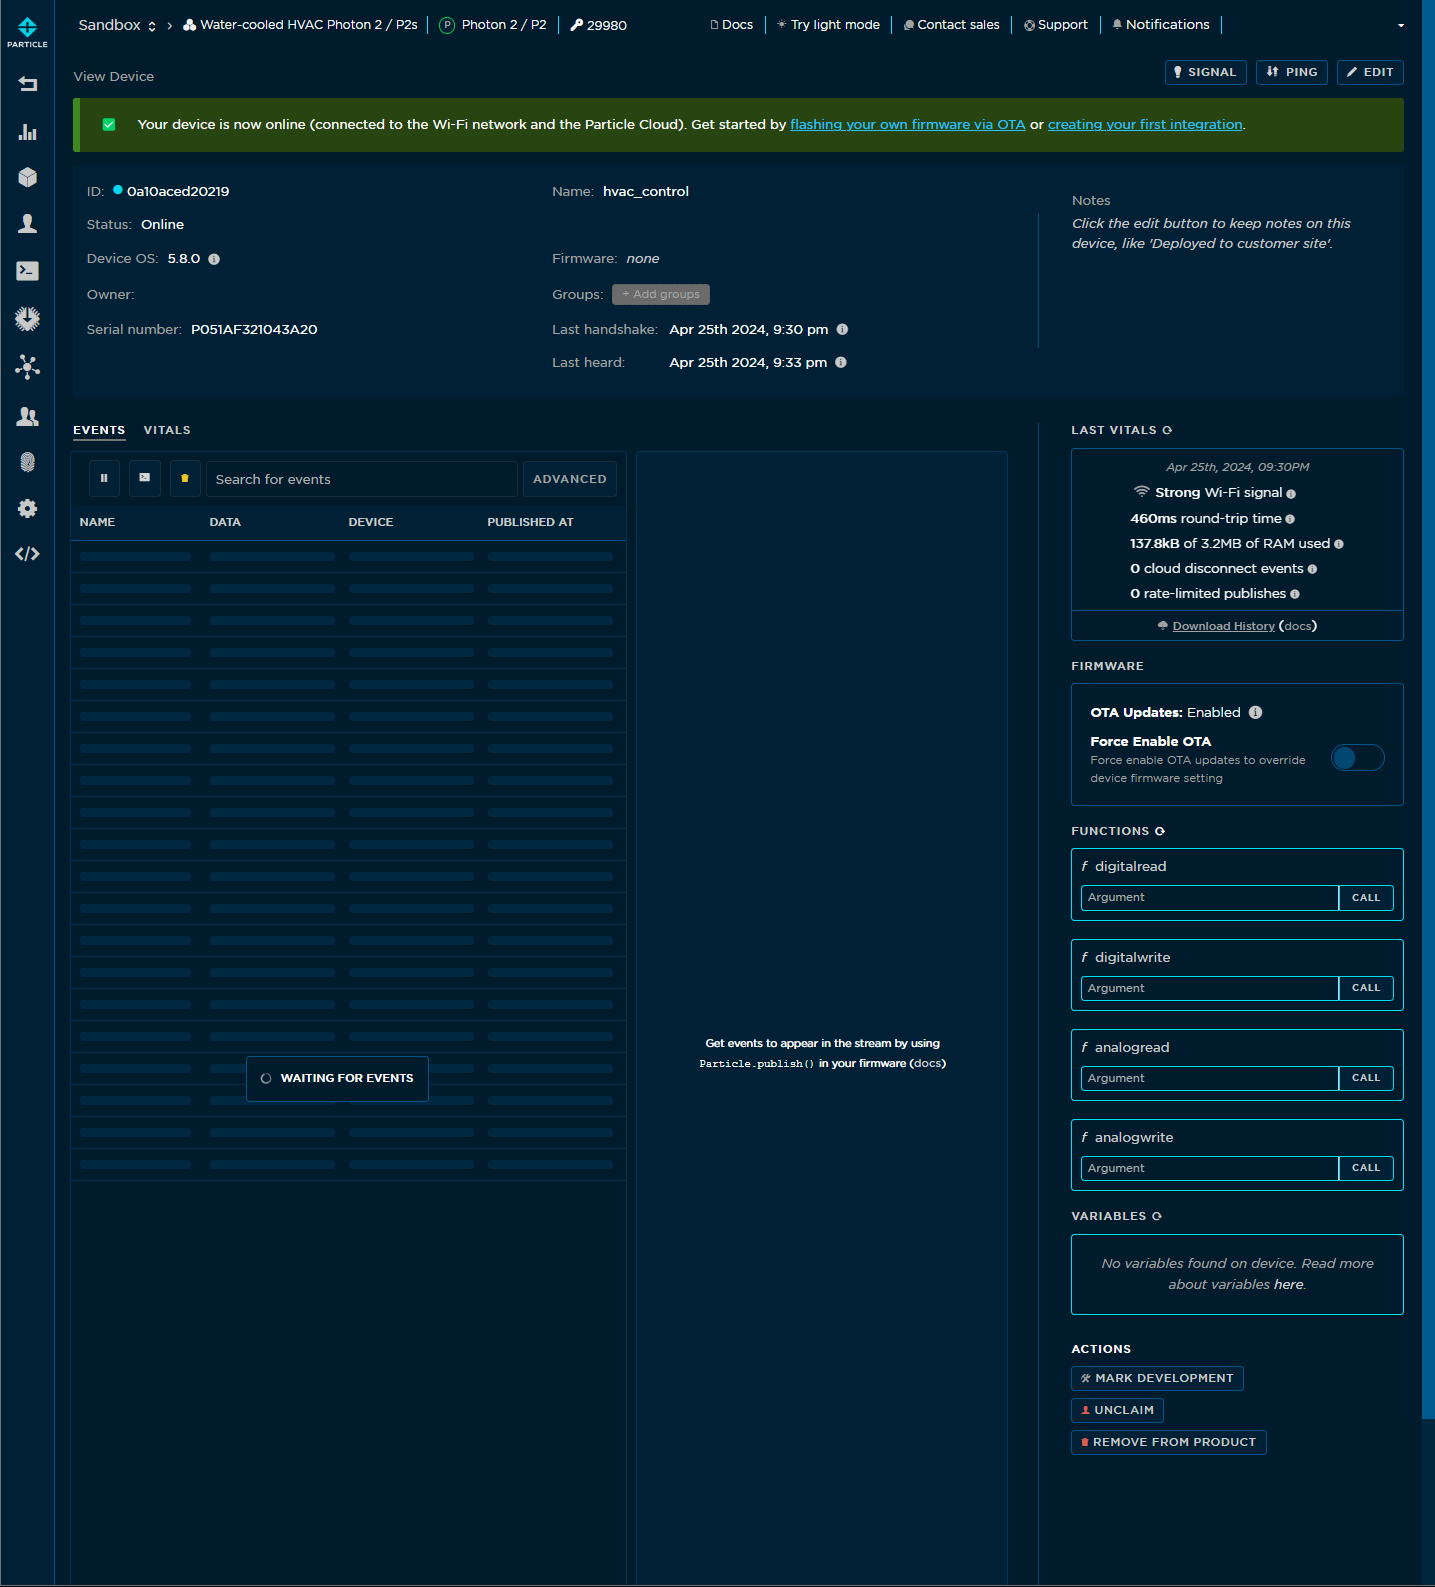 PARTICLE
Sandbox > Water-cooled HVAC Photon 2 / P2s P Photon 2 / P2 29980 Docs Try light mode Contact sales Support Notifications
View Device
SIGNAL PING EDIT
Your device is now online (connected to the Wi-Fi network and the Particle Cloud). Get started by flashing your own firmware via OTA or creating your first integration.
ID: 0a10aced20219
Name: hvac_control
Status: Online
Device OS: 5.8.0
Firmware: none
Owner:
Groups: + Add groups
Serial number: P051AF321043A20
Last handshake: Apr 25th 2024, 9:30 pm
Last heard: Apr 25th 2024, 9:33 pm
Notes
Click the edit button to keep notes on this
device, like 'Deployed to customer site'.
EVENTS VITALS
Search for events
ADVANCED
NAME DATA DEVICE PUBLISHED AT
WAITING FOR EVENTS
Get events to appear in the stream by using
Particle.publish() in your firmware (docs)
LAST VITALS
Apr 25th, 2024, 09:30PM
Strong Wi-Fi signal
460ms round-trip time
137.8kB of 3.2MB of RAM used
0 cloud disconnect events
0 rate-limited publishes
Download History (docs)
FIRMWARE
OTA Updates: Enabled
Force Enable OTA
Force enable OTA updates to override
device firmware setting
FUNCTIONS
f digitalread
Argument CALL
f digitalwrite
Argument CALL
f analogread
Argument CALL
f analogwrite
Argument CALL
VARIABLES
No variables found on device. Read more
about variables here.
ACTIONS
MARK DEVELOPMENT
UNCLAIM
REMOVE FROM PRODUCT